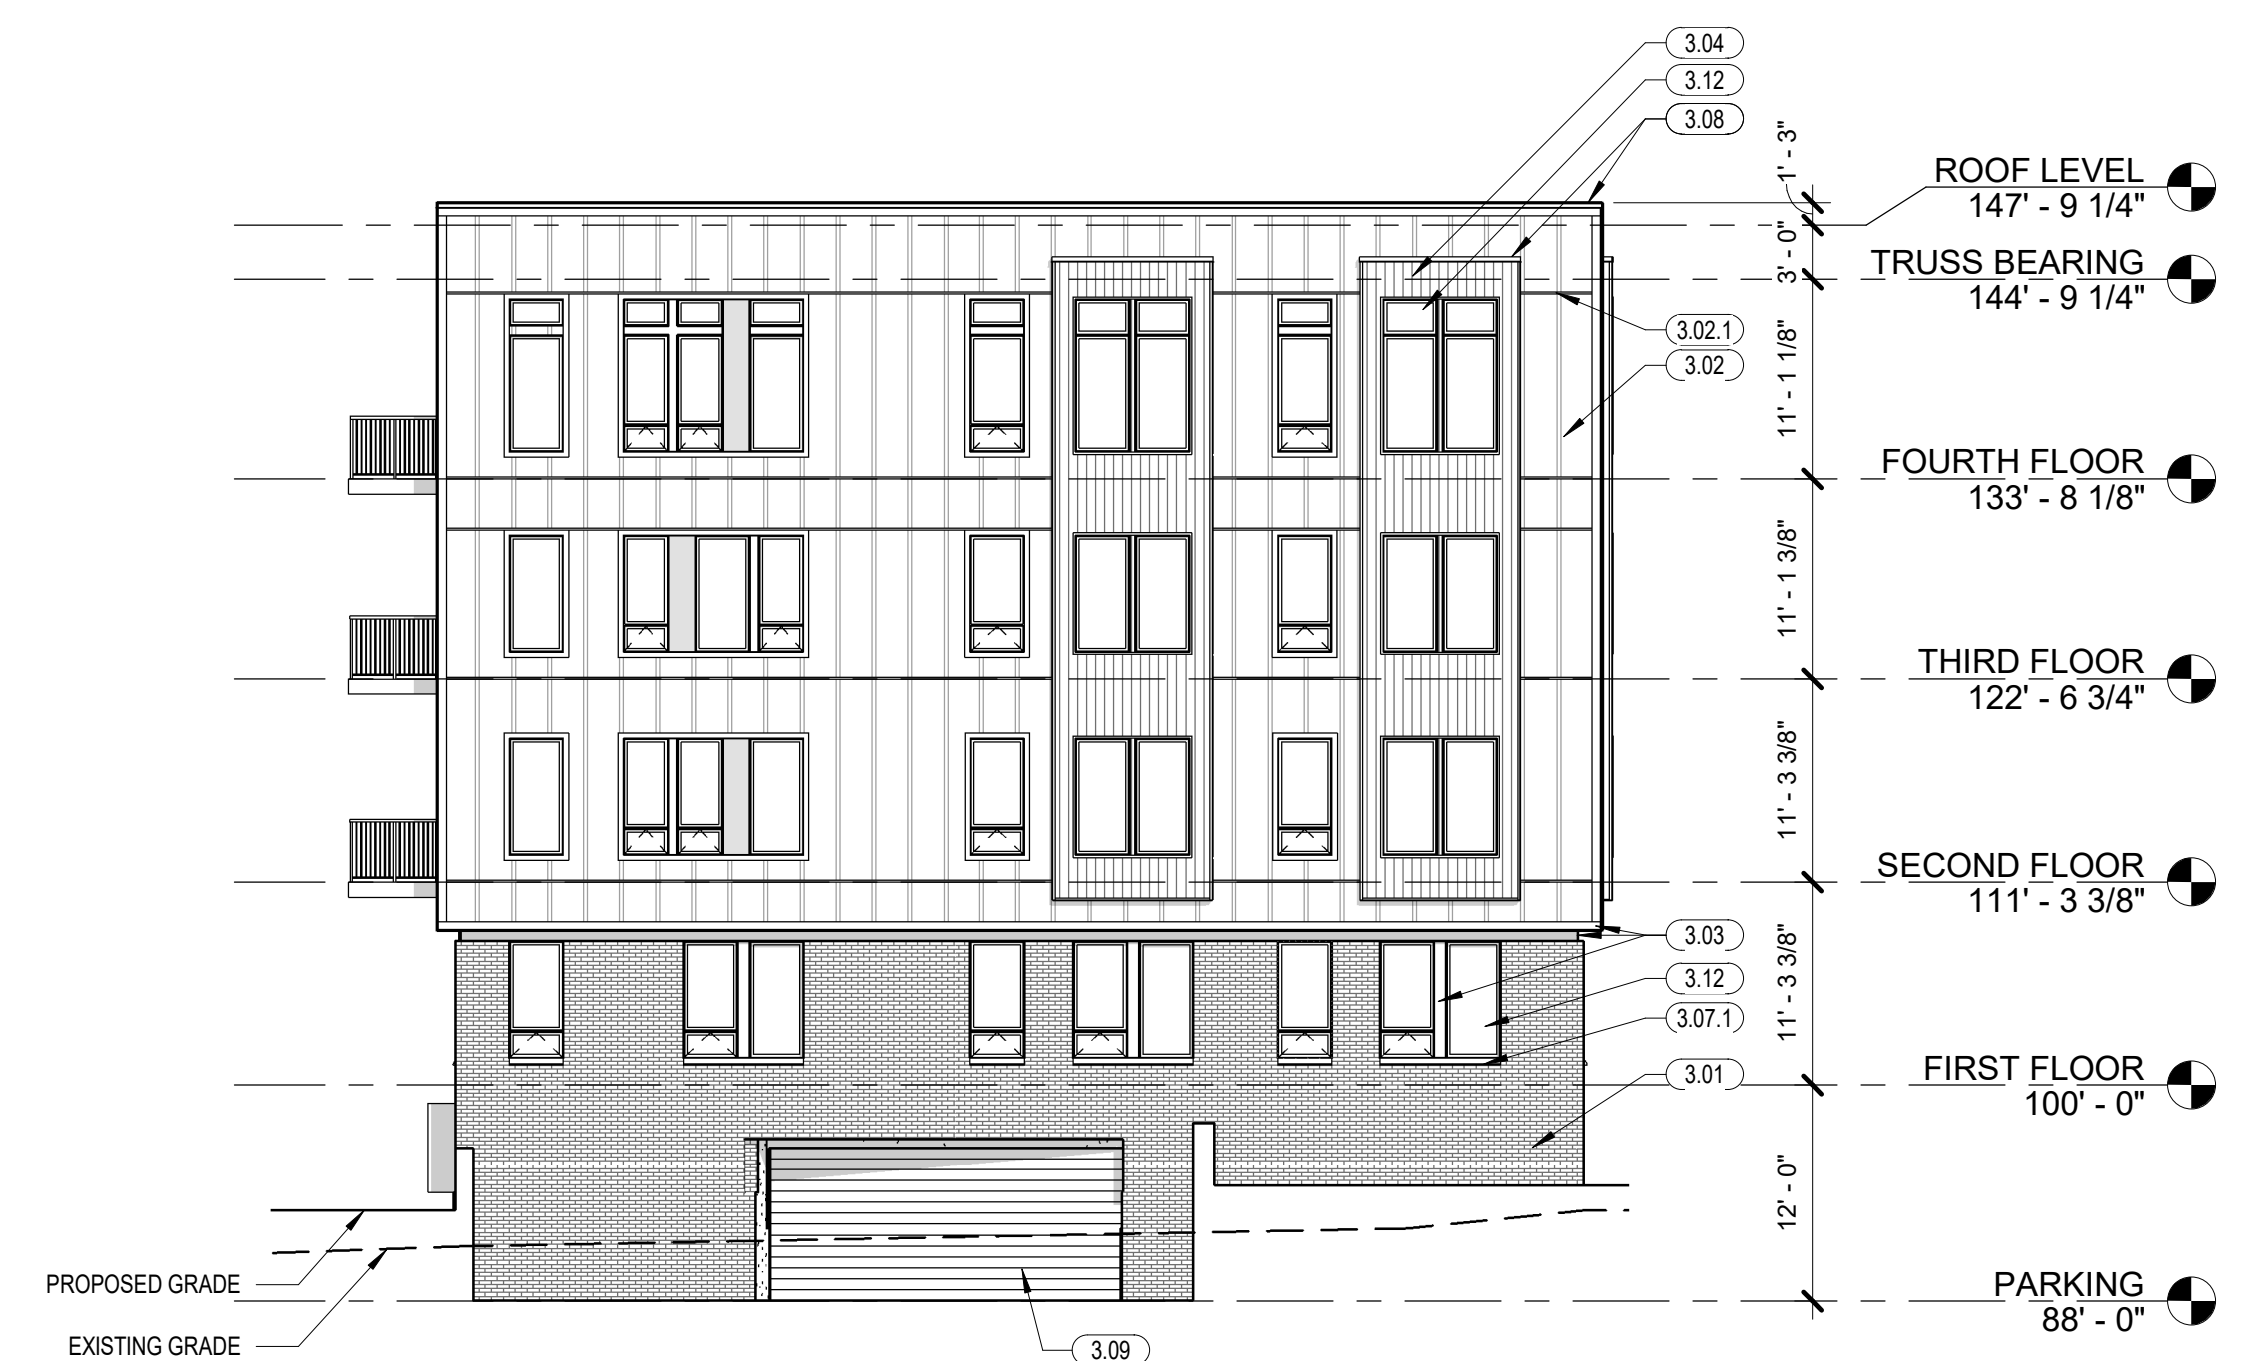 3.04
3.12
3.08
1' - 3"
ROOF LEVEL
147' - 9 1/4"
3' - 0"
TRUSS BEARING
144' - 9 1/4"
3.02.1
3.02
11' - 1 1/8"
FOURTH FLOOR
133' - 8 1/8"
11' - 1 3/8"
THIRD FLOOR
122' - 6 3/4"
11' - 3 3/8"
SECOND FLOOR
111' - 3 3/8"
3.03
3.12
3.07.1
3.01
11' - 3 3/8"
FIRST FLOOR
100' - 0"
12' - 0"
PROPOSED GRADE
EXISTING GRADE
3.09
PARKING
88' - 0"